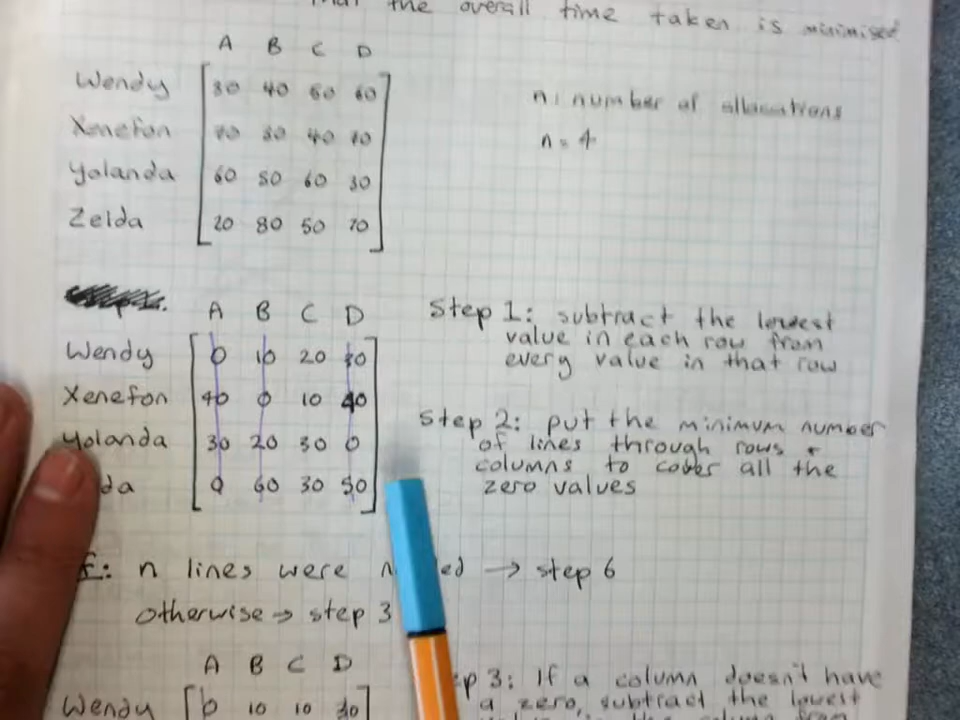 the overall time taken is minimised
A B C D
Wendy 30 40 50 60
n: number of allocations
Xenefon 70 30 40 70
n = 4
Yolanda 60 50 60 30
Zelda 20 80 50 70
A B C D
Step 1: subtract the lowest
value in each row from
every value in that row
Wendy 0 10 20 30
Xenefon 40 0 10 40
Yolanda 30 20 30 0
da 0 60 30 50
Step 2: put the minimum number
of lines through rows +
columns to cover all the
zero values
If: n lines were n ed → step 6
otherwise → step 3
A B C D
Wendy 0 10 10 30
ep 3: If a column doesn't have
a zero, subtract the lowest